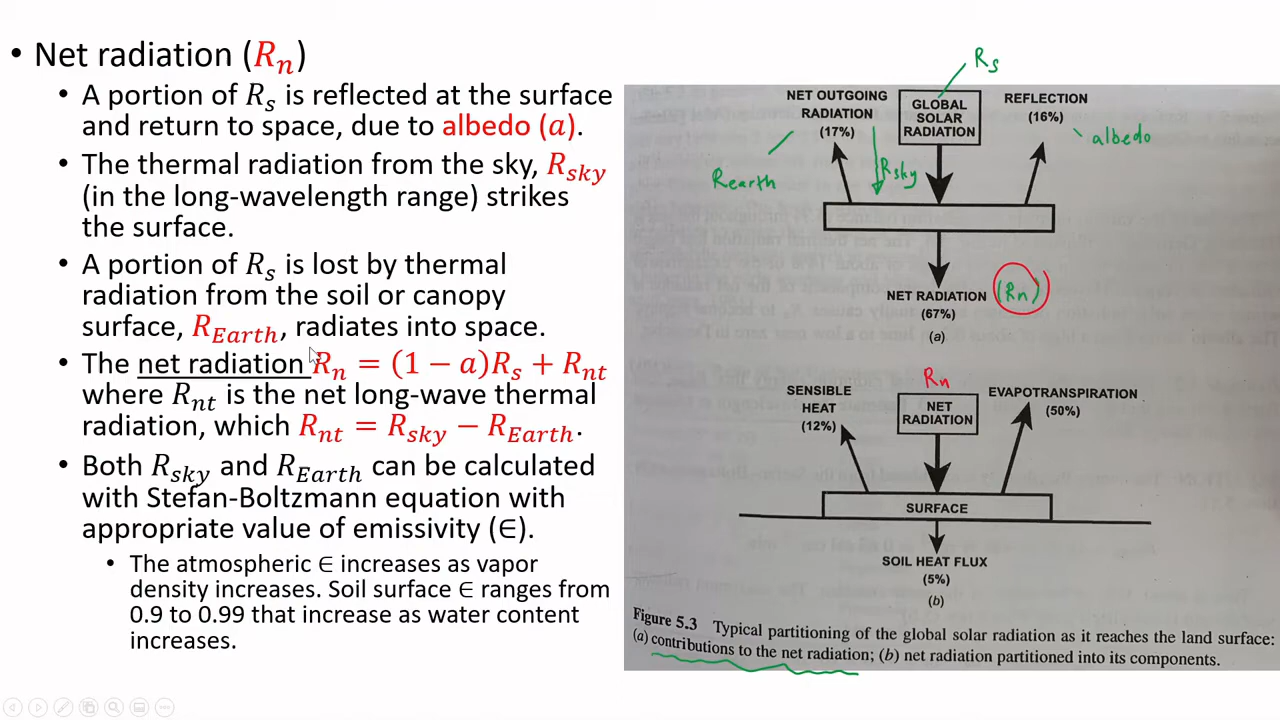 • Net radiation (Rₙ)
• A portion of Rₛ is reflected at the surface
and return to space, due to albedo (a).
• The thermal radiation from the sky, R_sky
(in the long-wavelength range) strikes
the surface.
• A portion of Rₛ is lost by thermal
radiation from the soil or canopy
surface, R_Earth, radiates into space.
• The net radiation Rₙ = (1 − a)Rₛ + Rₙₜ
where Rₙₜ is the net long-wave thermal
radiation, which Rₙₜ = R_sky − R_Earth.
• Both R_sky and R_Earth can be calculated
with Stefan-Boltzmann equation with
appropriate value of emissivity (∈).
• The atmospheric ∈ increases as vapor
density increases. Soil surface ∈ ranges from
0.9 to 0.99 that increase as water content
increases.
Rₛ
NET OUTGOING
RADIATION
(17%)
GLOBAL
SOLAR
RADIATION
REFLECTION
(16%)
albedo
R_earth
R_sky
NET RADIATION (Rₙ)
(67%)
(a)
Rₙ
SENSIBLE
HEAT
(12%)
NET
RADIATION
EVAPOTRANSPIRATION
(50%)
SURFACE
SOIL HEAT FLUX
(5%)
(b)
Figure 5.3 Typical partitioning of the global solar radiation as it reaches the land surface:
(a) contributions to the net radiation; (b) net radiation partitioned into its components.